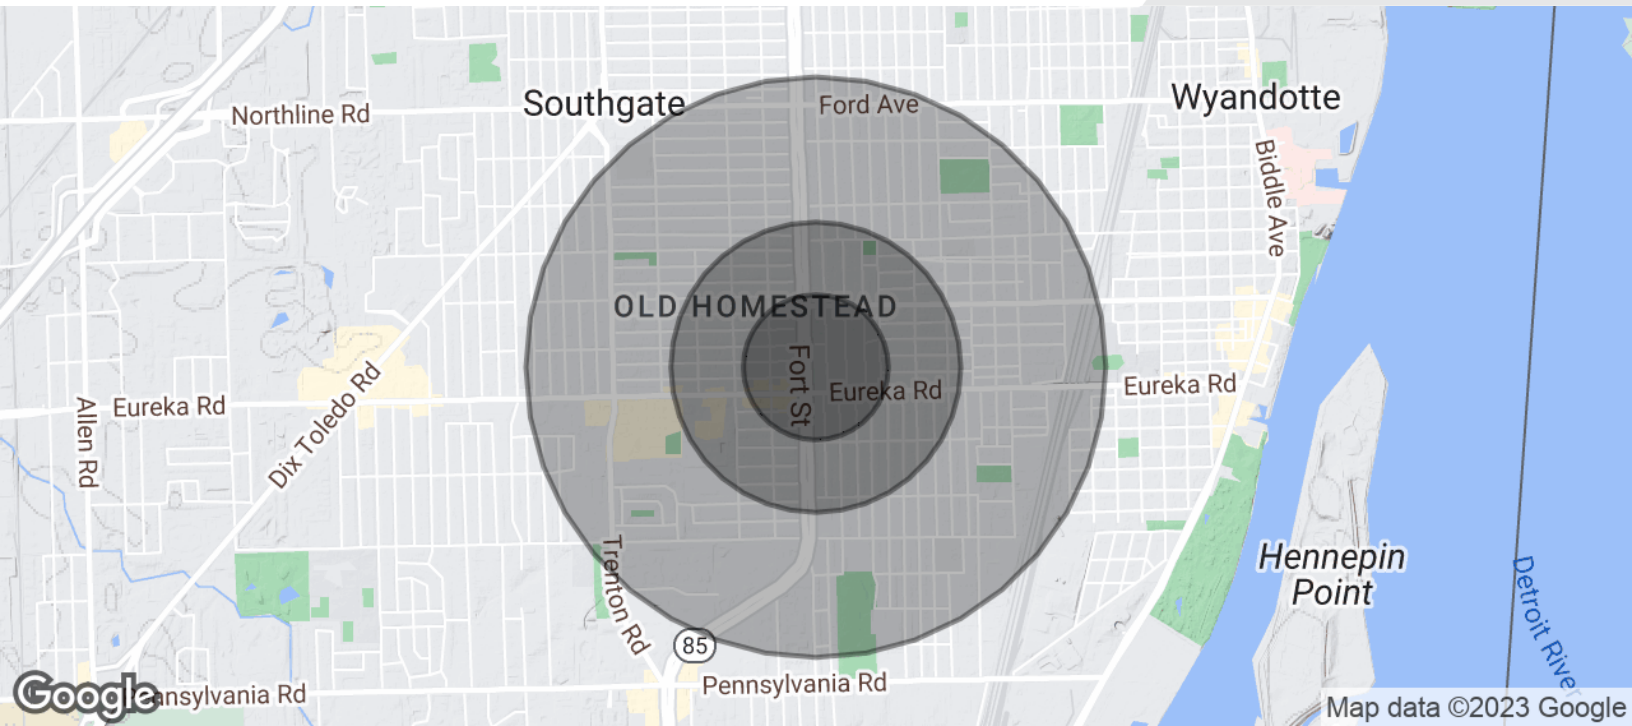 Southgate
Ford Ave
Wyandotte
Northline Rd
Biddle Ave
OLD HOMESTEAD
Fort St
Eureka Rd
Eureka Rd
Eureka Rd
Allen Rd
Dix Toledo Rd
Trenton Rd
Hennepin
Point
Detroit River
85
Pennsylvania Rd
Pennsylvania Rd
Google
Map data ©2023 Google